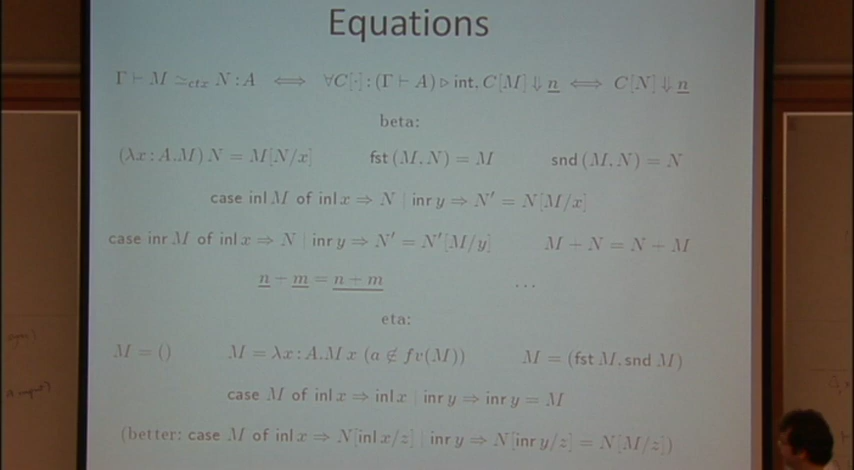 Equations
Γ ⊢ M ≃ctx N : A ⟺ ∀C[·] : (Γ ⊢ A) ▷ int. C[M] ⇓ n ⟺ C[N] ⇓ n
beta:
(λx : A.M) N = M[N/x] fst (M, N) = M snd (M, N) = N
case inl M of inl x ⇒ N | inr y ⇒ N′ = N[M/x]
case inr M of inl x ⇒ N | inr y ⇒ N′ = N′[M/y] M + N = N + M
n + m = n + m ...
eta:
M = () M = λx : A.M x (a ∉ fv(M)) M = (fst M, snd M)
case M of inl x ⇒ inl x | inr y ⇒ inr y = M
(better: case M of inl x ⇒ N[inl x/z] | inr y ⇒ N[inr y/z] = N[M/z])